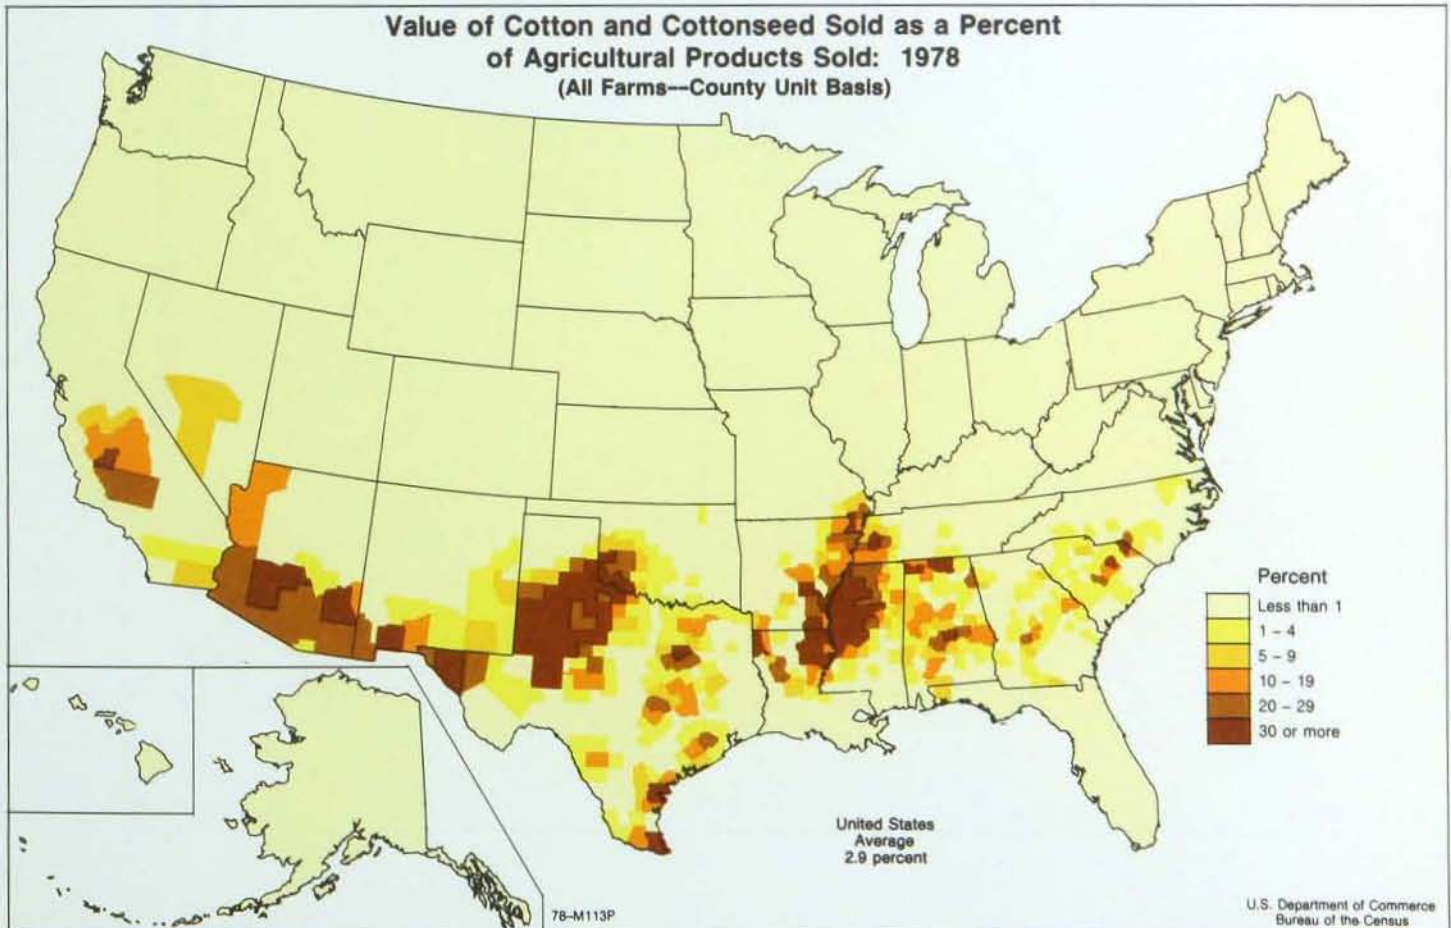 Value of Cotton and Cottonseed Sold as a Percent
of Agricultural Products Sold: 1978
(All Farms--County Unit Basis)
Percent
Less than 1
1 - 4
5 - 9
10 - 19
20 - 29
30 or more
United States
Average
2.9 percent
78-M113P
U.S. Department of Commerce
Bureau of the Census